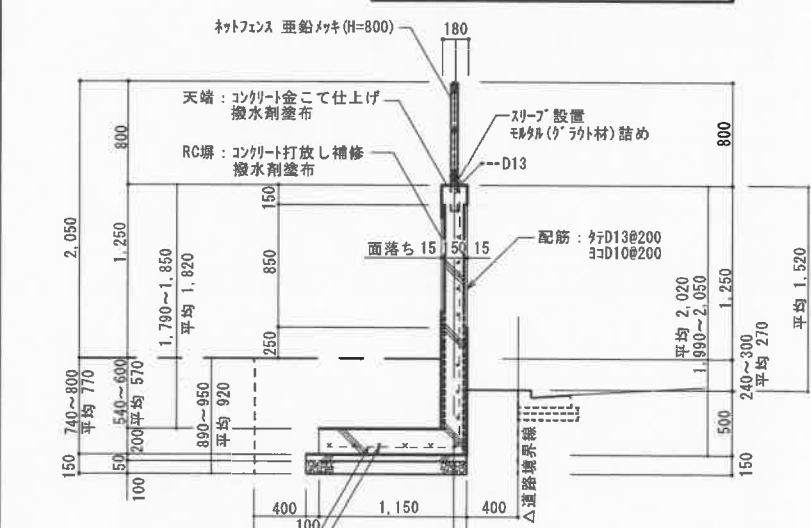 ネットフェンス 亜鉛メッキ(H=800)
180
天端：コンクリート金こて仕上げ
撥水剤塗布
スリーブ設置
モルタル(グラウト材)詰め
D13
RC塀：コンクリート打放し補修
撥水剤塗布
800
800
150
面落ち 15 150 15
配筋：タテD13@200
ヨコD10@200
2,050
1,250
1,790～1,850
平均 1,820
850
250
平均 2,020
1,990～2,050
1,250
平均 1,520
740～800
平均 770
540～600
平均 570
890～950
平均 920
240～300
平均 270
200
500
150
50
100
150
400
1,150
400
100
△道路境界線